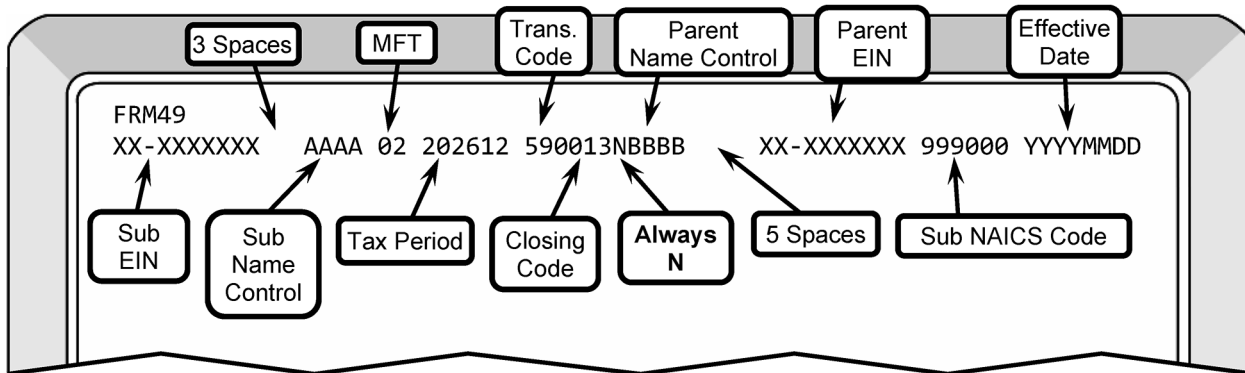 3 Spaces
MFT
Trans.
Code
Parent
Name Control
Parent
EIN
Effective
Date
FRM49
XX-XXXXXXX   AAAA 02 202612 590013NBBBB     XX-XXXXXXX 999000 YYYYMMDD
Sub
EIN
Sub
Name
Control
Tax Period
Closing
Code
Always
N
5 Spaces
Sub NAICS Code